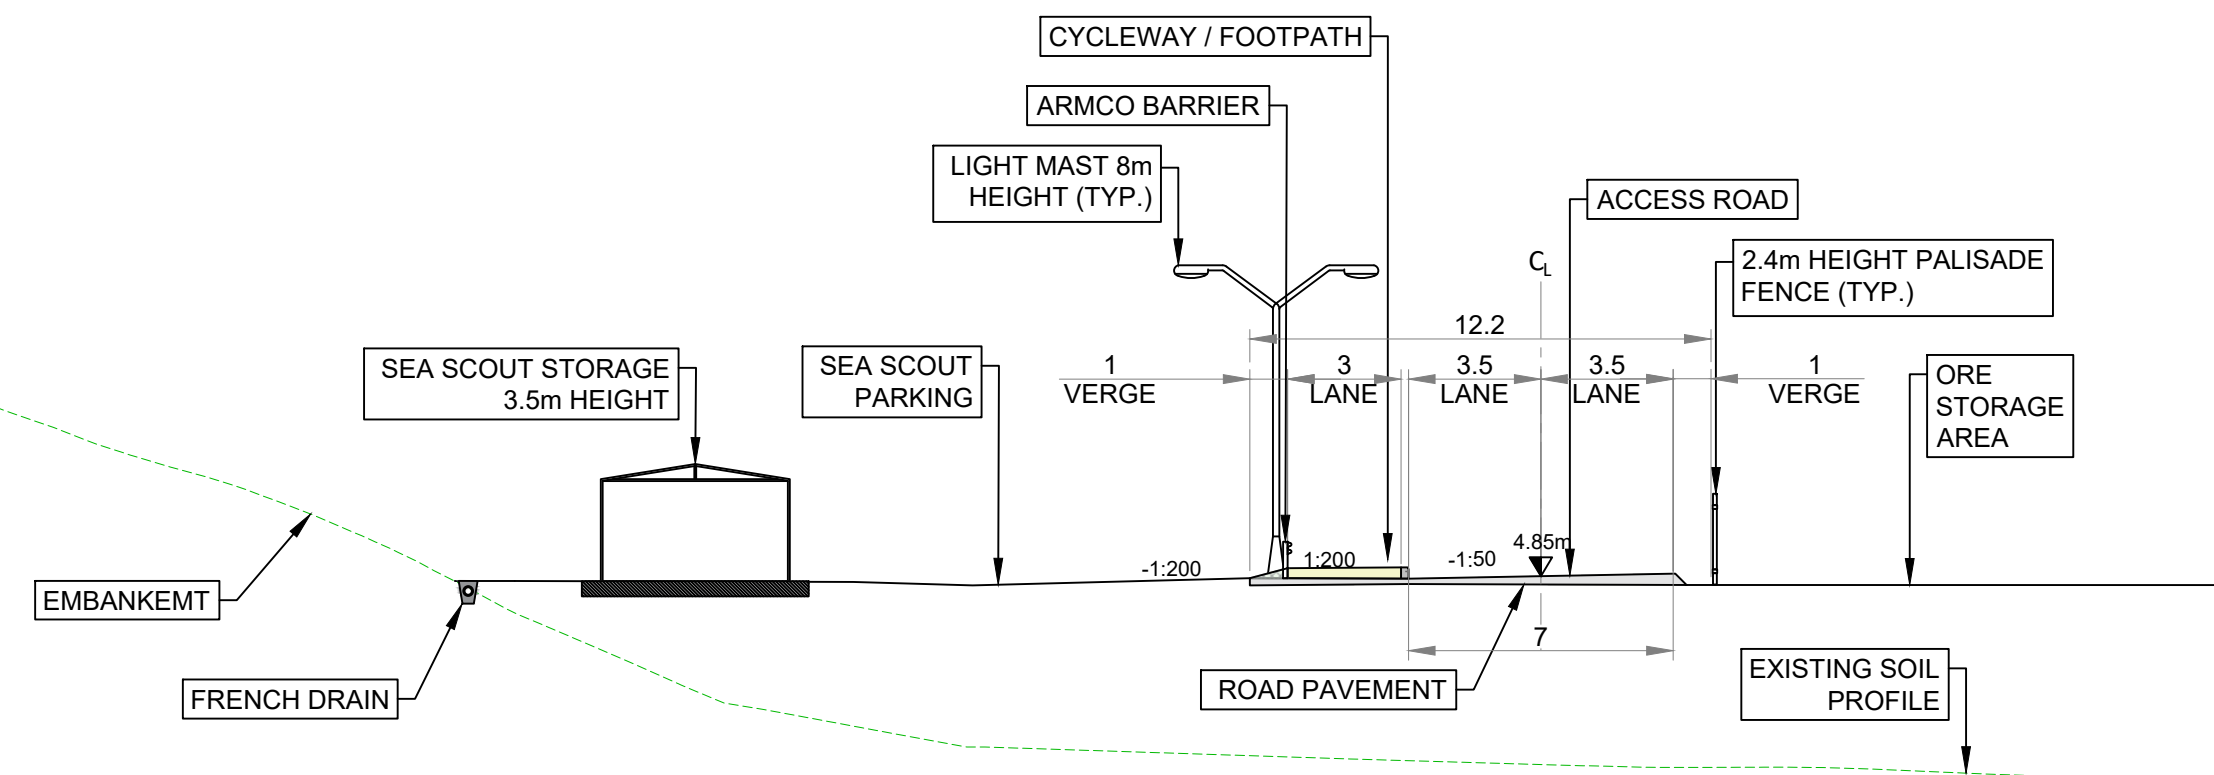 CYCLEWAY / FOOTPATH
ARMCO BARRIER
LIGHT MAST 8m
HEIGHT (TYP.)
ACCESS ROAD
CL
2.4m HEIGHT PALISADE
FENCE (TYP.)
12.2
SEA SCOUT STORAGE
3.5m HEIGHT
SEA SCOUT
PARKING
1
VERGE
3
LANE
3.5
LANE
3.5
LANE
1
VERGE
ORE
STORAGE
AREA
-1:200
1:200
-1:50
4.85m
EMBANKEMT
7
FRENCH DRAIN
ROAD PAVEMENT
EXISTING SOIL
PROFILE